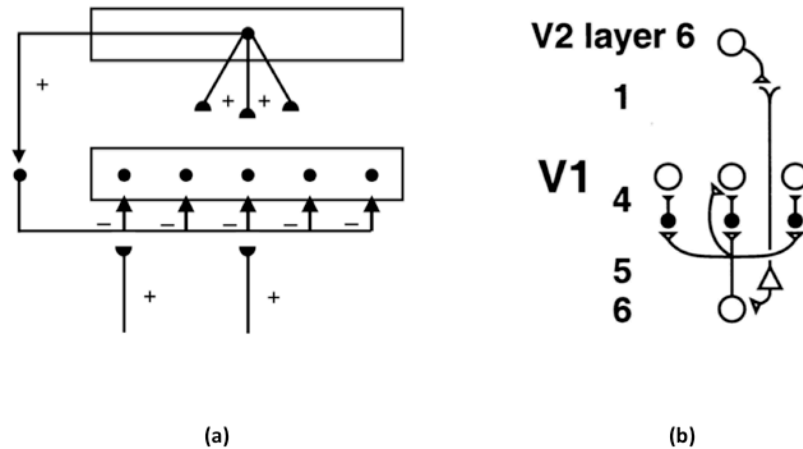 +
+ +
– – – – –
+ +
(a)
V2 layer 6
1
V1
4
5
6
(b)